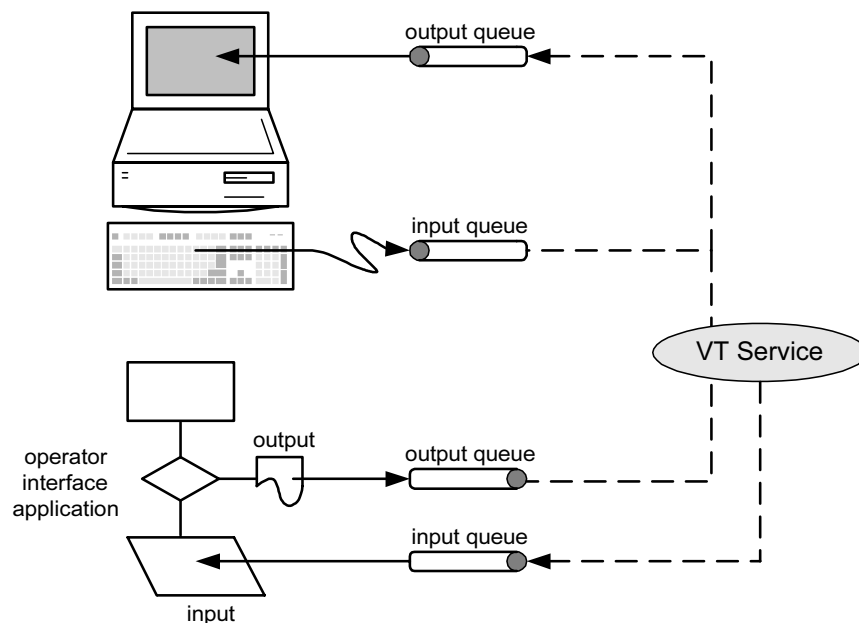 output queue
input queue
VT Service
output
operator
interface
application
output queue
input queue
input